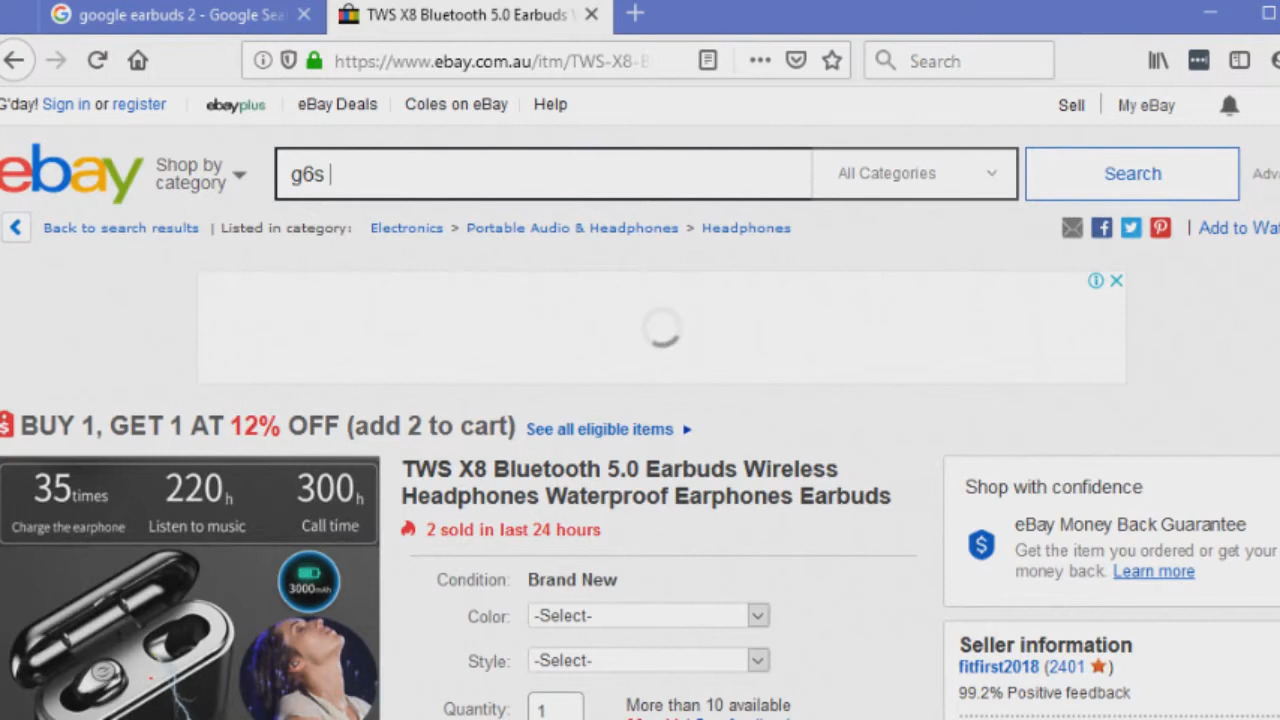 google earbuds 2 - Google Sea
TWS X8 Bluetooth 5.0 Earbuds
https://www.ebay.com.au/itm/TWS-X8-B
Search
G'day! Sign in or register
ebayplus
eBay Deals
Coles on eBay
Help
Sell
My eBay
ebay
Shop by
category
g6s
All Categories
Search
Adv
Back to search results | Listed in category: Electronics > Portable Audio & Headphones > Headphones
| Add to Wat
BUY 1, GET 1 AT 12% OFF (add 2 to cart) See all eligible items
35times 220h 300h
Charge the earphone Listen to music Call time
3000mAh
TWS X8 Bluetooth 5.0 Earbuds Wireless
Headphones Waterproof Earphones Earbuds
2 sold in last 24 hours
Condition: Brand New
Color: -Select-
Style: -Select-
Quantity: 1 More than 10 available
Shop with confidence
eBay Money Back Guarantee
Get the item you ordered or get your
money back. Learn more
Seller information
fitfirst2018 (2401 )
99.2% Positive feedback